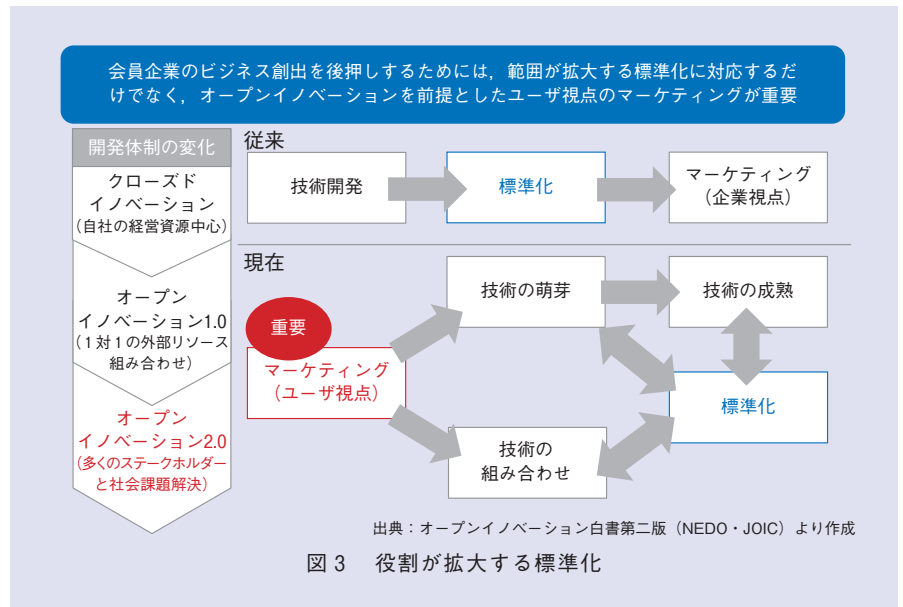 会員企業のビジネス創出を後押しするためには，範囲が拡大する標準化に対応するだ
けでなく，オープンイノベーションを前提としたユーザ視点のマーケティングが重要
開発体制の変化
クローズド
イノベーション
（自社の経営資源中心）
オープン
イノベーション1.0
（１対１の外部リソース
組み合わせ）
オープン
イノベーション2.0
（多くのステークホルダー
と社会課題解決）
従来
技術開発
標準化
マーケティング
（企業視点）
現在
重要
マーケティング
（ユーザ視点）
技術の萌芽
技術の成熟
標準化
技術の
組み合わせ
出典：オープンイノベーション白書第二版（NEDO・JOIC）より作成
図３　役割が拡大する標準化